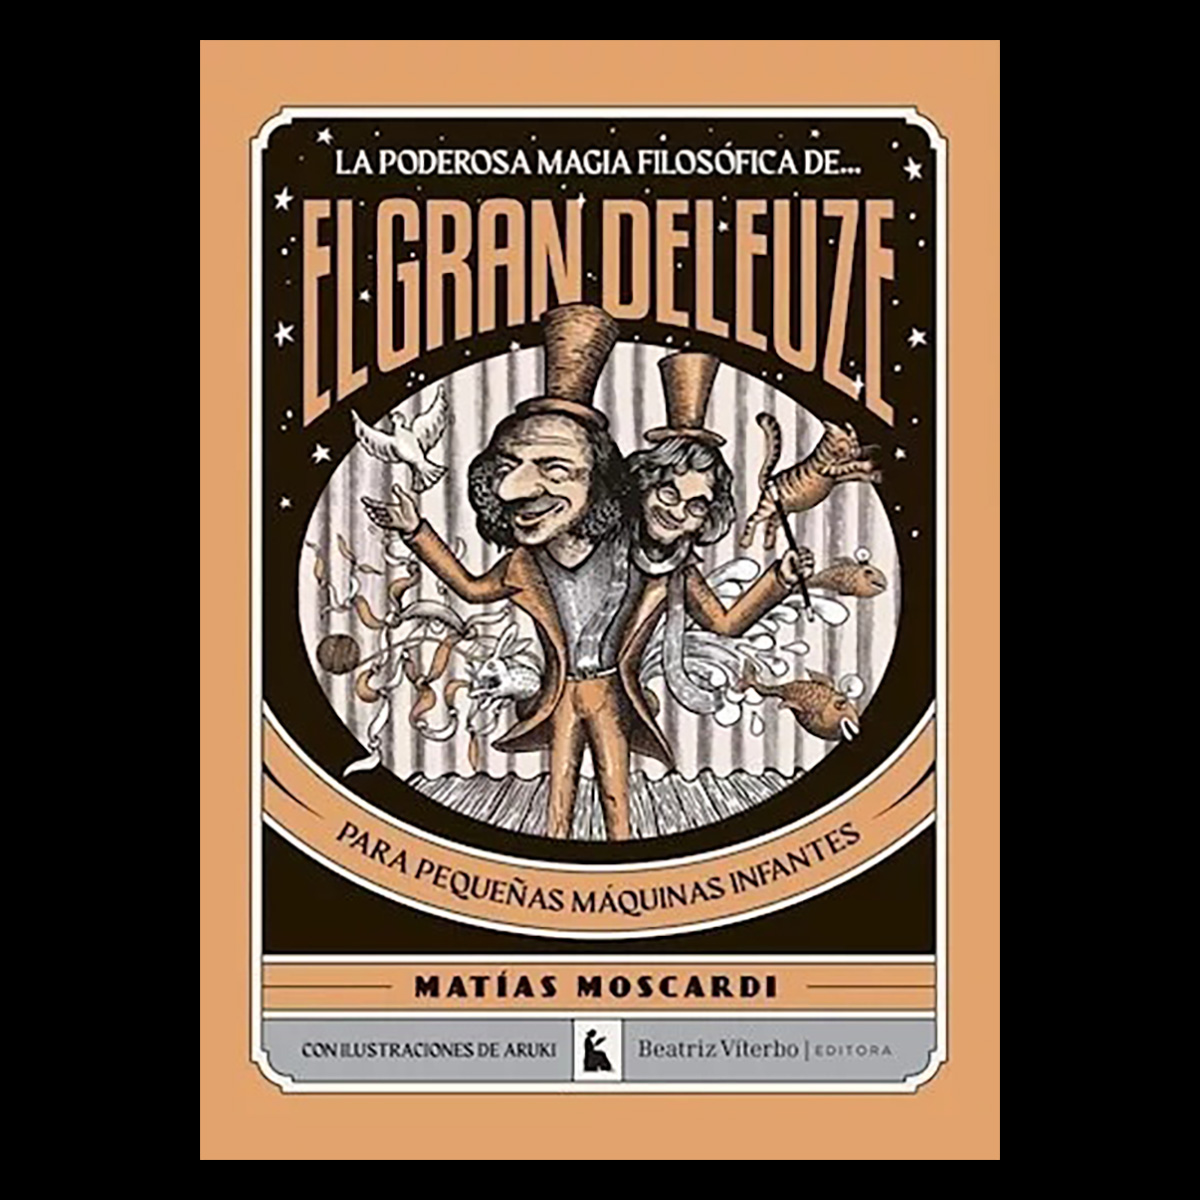 LA PODEROSA MAGIA FILOSÓFICA DE...
EL GRAN DELEUZE
PARA PEQUEÑAS MÁQUINAS INFANTES
MATÍAS MOSCARDI
CON ILUSTRACIONES DE ARUKI
Beatriz Viterbo | EDITORA